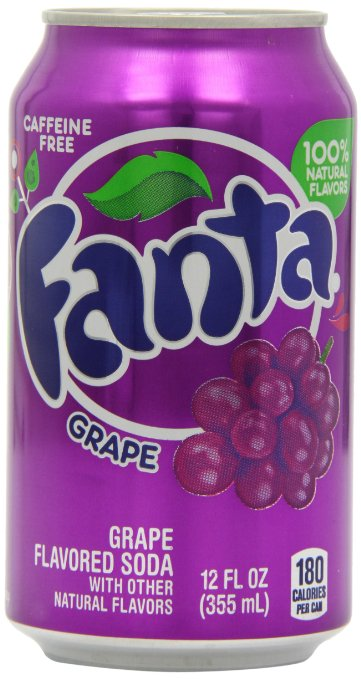 CAFFEINE
FREE
100%
NATURAL
FLAVORS
Fanta
GRAPE
GRAPE
FLAVORED SODA
WITH OTHER
NATURAL FLAVORS
12 FL OZ
(355 mL)
180
CALORIES
PER CAN